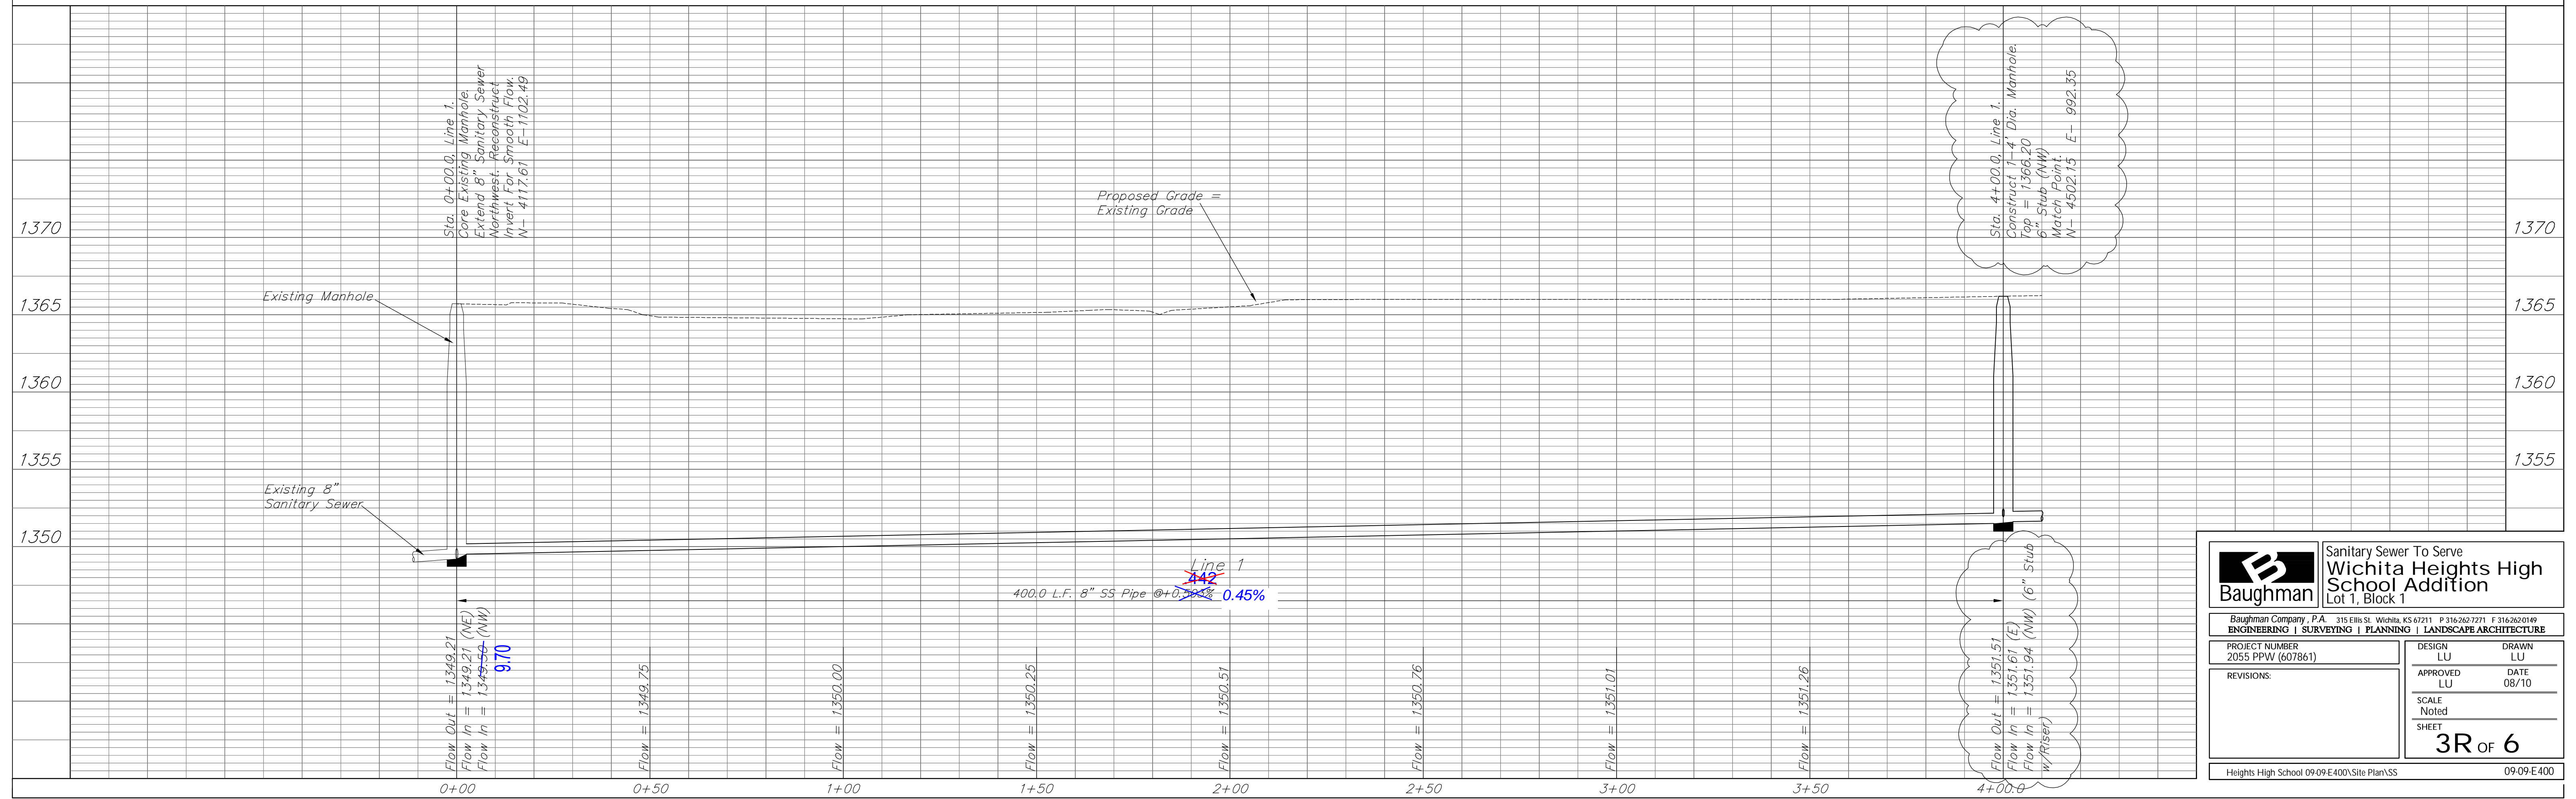 Sta. 0+00.0, Line 1.
Core Existing Manhole.
Extend 8" Sanitary Sewer
Northwest. Reconstruct
Invert For Smooth Flow.
N- 4117.61 E-1102.49
Sta. 4+00.0, Line 1.
Construct 1-4' Dia. Manhole.
Top = 1366.20
6" Stub (NW)
Match Point.
N- 4502.15 E- 992.35
Proposed Grade =
Existing Grade
1370
1370
Existing Manhole
1365
1365
1360
1360
1355
1355
Existing 8"
Sanitary Sewer
1350
Line 1
.442
400.0 L.F. 8" SS Pipe @+0.503% 0.45%
Flow Out = 1349.21
Flow In = 1349.21 (NE)
Flow In = 1349.50 (NW)
9.70
Flow = 1349.75
Flow = 1350.00
Flow = 1350.25
Flow = 1350.51
Flow = 1350.76
Flow = 1351.01
Flow = 1351.26
Flow Out = 1351.51
Flow In = 1351.61 (E)
Flow In = 1351.94 (NW) (6" Stub
w/Riser)
0+00
0+50
1+00
1+50
2+00
2+50
3+00
3+50
4+00.0
Baughman
Sanitary Sewer To Serve
Wichita Heights High
School Addition
Lot 1, Block 1
Baughman Company, P.A. 315 Ellis St. Wichita, KS 67211 P 316-262-7271 F 316-262-0149
ENGINEERING | SURVEYING | PLANNING | LANDSCAPE ARCHITECTURE
PROJECT NUMBER
2055 PPW (607861)
REVISIONS:
DESIGN
LU
DRAWN
LU
APPROVED
LU
DATE
08/10
SCALE
Noted
SHEET
3R OF 6
Heights High School 09-09-E400\Site Plan\SS
09-09-E400